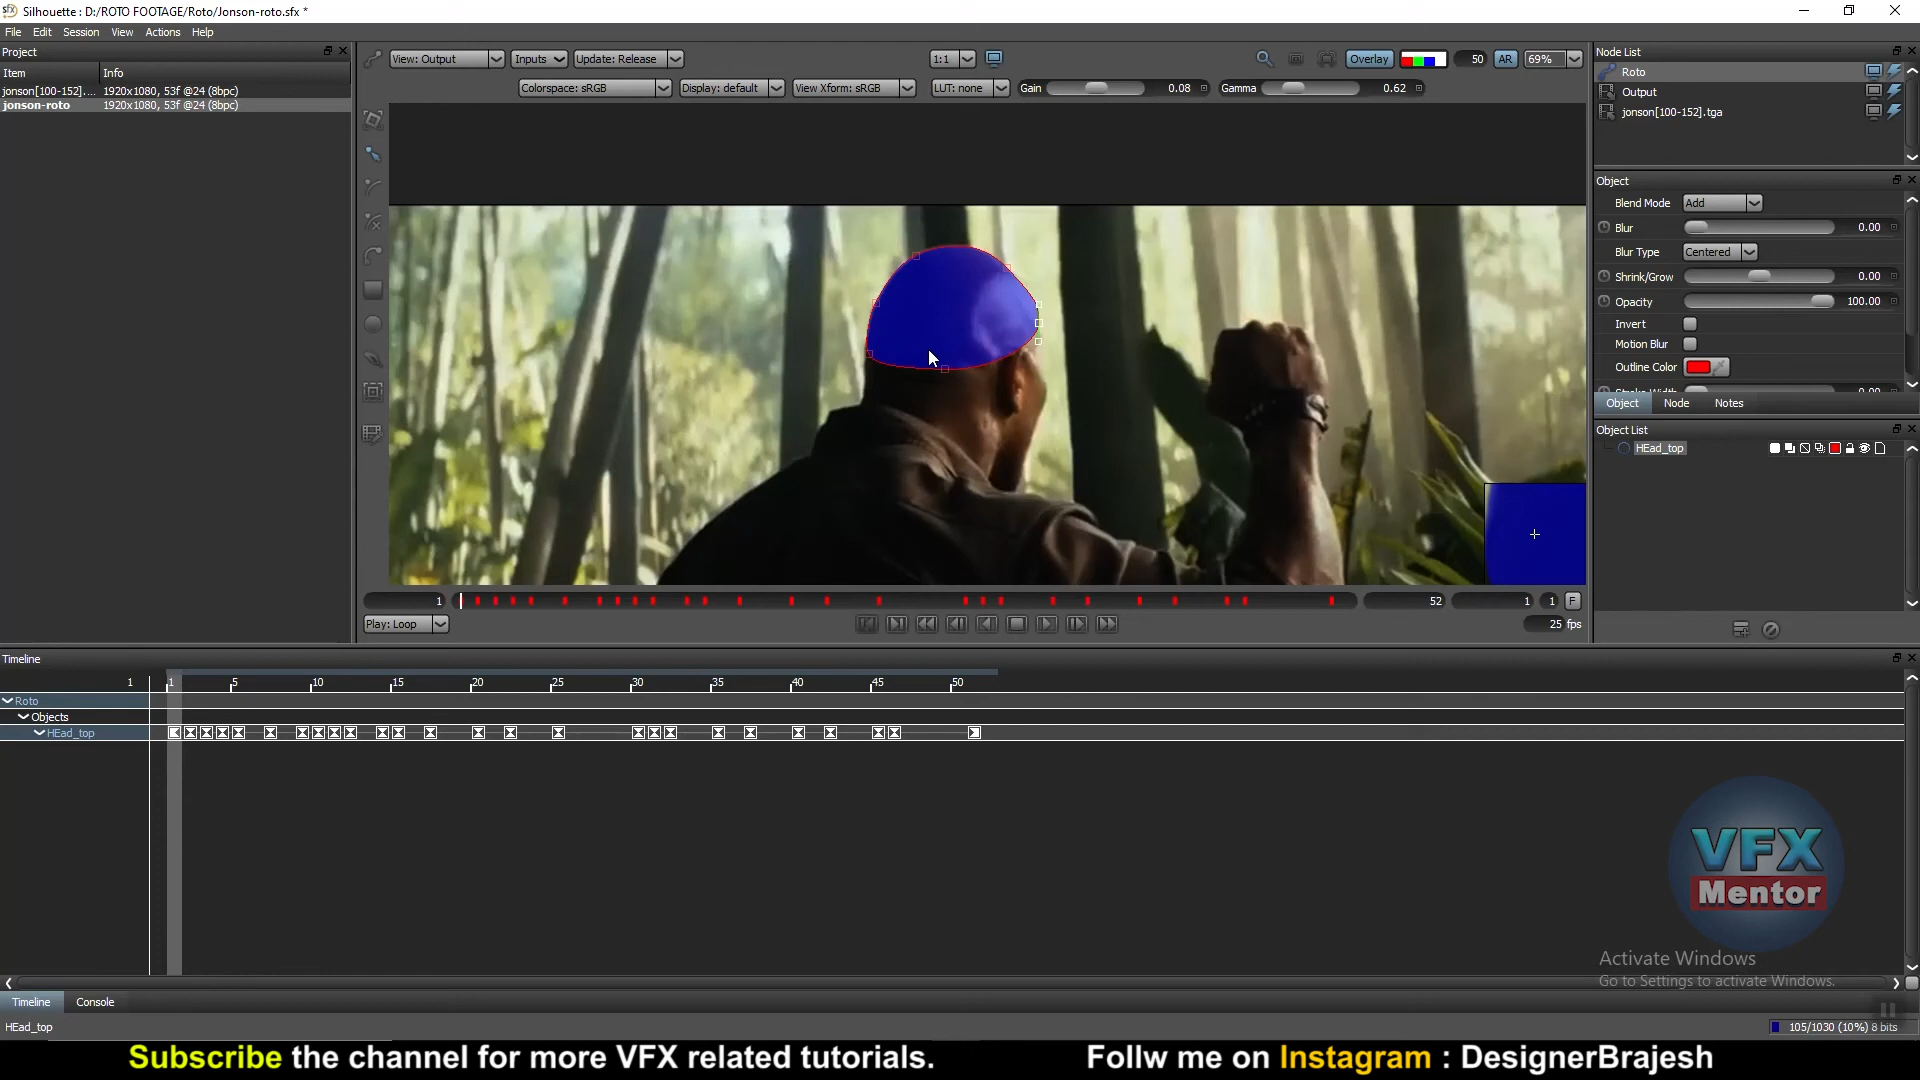 Silhouette : D:/ROTO FOOTAGE/Roto/Jonson-roto.sfx *
File Edit Session View Actions Help
Project
Item Info
jonson[100-152].... 1920x1080, 53f @24 (8bpc)
jonson-roto 1920x1080, 53f @24 (8bpc)
View: Output Inputs Update: Release 1:1 Overlay 50 AR 69%
Colorspace: sRGB Display: default View Xform: sRGB LUT: none Gain 0.08 Gamma 0.62
Node List
Roto
Output
jonson[100-152].tga
Object
Blend Mode Add
Blur 0.00
Blur Type Centered
Shrink/Grow 0.00
Opacity 100.00
Invert
Motion Blur
Outline Color
Object Node Notes
Object List
HEad_top
1 52 1 1 F
Play: Loop 25 fps
Timeline
1 1 5 10 15 20 25 30 35 40 45 50
Roto
Objects
HEad_top
VFX
Mentor
Activate Windows
Go to Settings to activate Windows.
Timeline Console
HEad_top 105/1030 (10%) 8 bits
Subscribe the channel for more VFX related tutorials. Follw me on Instagram : DesignerBrajesh